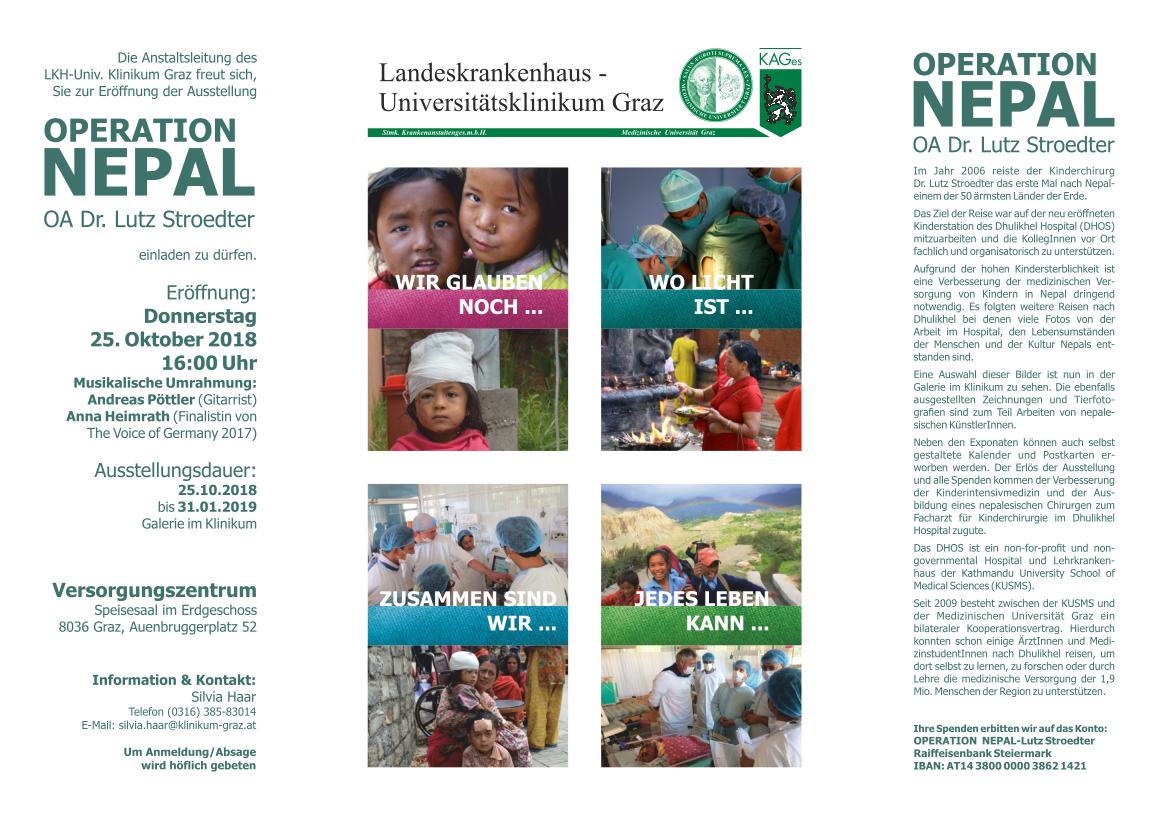 Die Anstaltsleitung des
LKH-Univ. Klinikum Graz freut sich,
Sie zur Eröffnung der Ausstellung
OPERATION
NEPAL
OA Dr. Lutz Stroedter
einladen zu dürfen.
Eröffnung:
Donnerstag
25. Oktober 2018
16:00 Uhr
Musikalische Umrahmung:
Andreas Pöttler (Gitarrist)
Anna Heimrath (Finalistin von
The Voice of Germany 2017)
Ausstellungsdauer:
25.10.2018
bis 31.01.2019
Galerie im Klinikum
Versorgungszentrum
Speisesaal im Erdgeschoss
8036 Graz, Auenbruggerplatz 52
Information & Kontakt:
Silvia Haar
Telefon (0316) 385-83014
E-Mail: silvia.haar@klinikum-graz.at
Um Anmeldung/Absage
wird höflich gebeten
Landeskrankenhaus -
Universitätsklinikum Graz
SALUS AEGROTI SUPREMA LEX
MEDIZINISCHE UNIVERSITÄT GRAZ
KAGes
Stmk. Krankenanstaltenges.m.b.H. Medizinische Universität Graz
WIR GLAUBEN
NOCH ...
WO LICHT
IST ...
ZUSAMMEN SIND
WIR ...
JEDES LEBEN
KANN ...
OPERATION
NEPAL
OA Dr. Lutz Stroedter
Im Jahr 2006 reiste der Kinderchirurg
Dr. Lutz Stroedter das erste Mal nach Nepal-
einem der 50 ärmsten Länder der Erde.
Das Ziel der Reise war auf der neu eröffneten
Kinderstation des Dhulikhel Hospital (DHOS)
mitzuarbeiten und die KollegInnen vor Ort
fachlich und organisatorisch zu unterstützen.
Aufgrund der hohen Kindersterblichkeit ist
eine Verbesserung der medizinischen Ver-
sorgung von Kindern in Nepal dringend
notwendig. Es folgten weitere Reisen nach
Dhulikhel bei denen viele Fotos von der
Arbeit im Hospital, den Lebensumständen
der Menschen und der Kultur Nepals ent-
standen sind.
Eine Auswahl dieser Bilder ist nun in der
Galerie im Klinikum zu sehen. Die ebenfalls
ausgestellten Zeichnungen und Tierfoto-
grafien sind zum Teil Arbeiten von nepale-
sischen KünstlerInnen.
Neben den Exponaten können auch selbst
gestaltete Kalender und Postkarten er-
worben werden. Der Erlös der Ausstellung
und alle Spenden kommen der Verbesserung
der Kinderintensivmedizin und der Aus-
bildung eines nepalesischen Chirurgen zum
Facharzt für Kinderchirurgie im Dhulikhel
Hospital zugute.
Das DHOS ist ein non-for-profit und non-
governmental Hospital und Lehrkranken-
haus der Kathmandu University School of
Medical Sciences (KUSMS).
Seit 2009 besteht zwischen der KUSMS und
der Medizinischen Universität Graz ein
bilateraler Kooperationsvertrag. Hierdurch
konnten schon einige ÄrztInnen und Medi-
zinstudentInnen nach Dhulikhel reisen, um
dort selbst zu lernen, zu forschen oder durch
Lehre die medizinische Versorgung der 1,9
Mio. Menschen der Region zu unterstützen.
Ihre Spenden erbitten wir auf das Konto:
OPERATION NEPAL-Lutz Stroedter
Raiffeisenbank Steiermark
IBAN: AT14 3800 0000 3862 1421